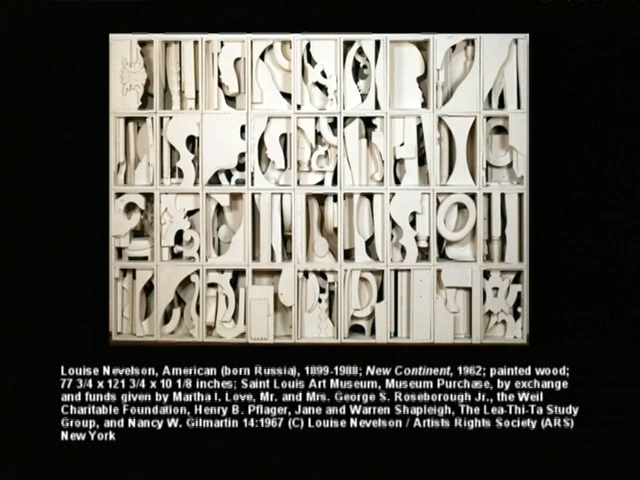 Louise Nevelson, American (born Russia), 1899-1988; New Continent, 1962; painted wood;
77 3/4 x 121 3/4 x 10 1/8 inches; Saint Louis Art Museum, Museum Purchase, by exchange
and funds given by Martha I. Love, Mr. and Mrs. George S. Roseborough Jr., the Weil
Charitable Foundation, Henry B. Pflager, Jane and Warren Shapleigh, The Lea-Thi-Ta Study
Group, and Nancy W. Gilmartin 14:1967 (C) Louise Nevelson / Artists Rights Society (ARS)
New York